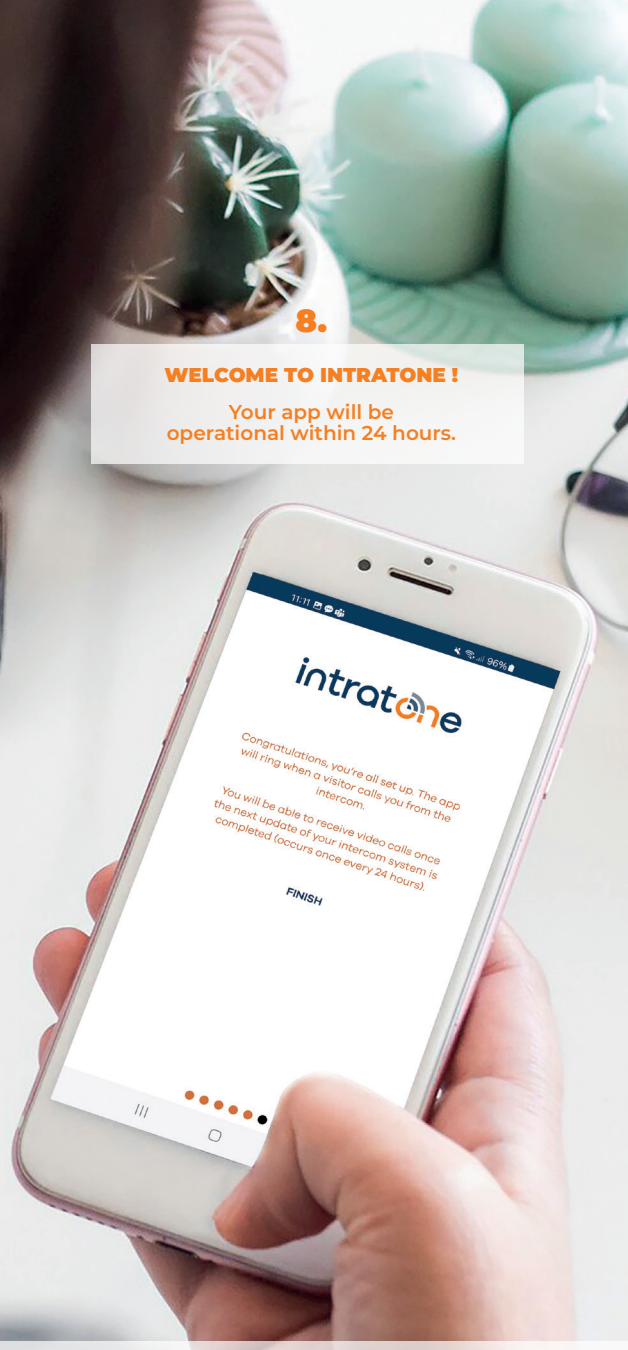 8.
WELCOME TO INTRATONE !
Your app will be
operational within 24 hours.
11:11
96%
intratone
Congratulations, you're all set up. The app
will ring when a visitor calls you from the
intercom.
You will be able to receive video calls once
the next update of your intercom system is
completed (occurs once every 24 hours).
FINISH